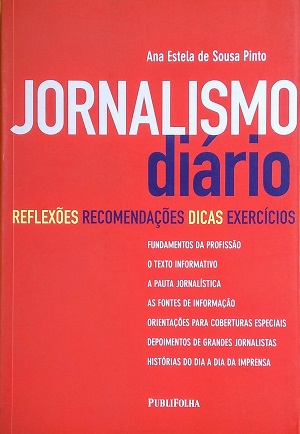 Ana Estela de Sousa Pinto
JORNALISMO
diário
REFLEXÕES RECOMENDAÇÕES DICAS EXERCÍCIOS
FUNDAMENTOS DA PROFISSÃO
O TEXTO INFORMATIVO
A PAUTA JORNALÍSTICA
AS FONTES DE INFORMAÇÃO
ORIENTAÇÕES PARA COBERTURAS ESPECIAIS
DEPOIMENTOS DE GRANDES JORNALISTAS
HISTÓRIAS DO DIA A DIA DA IMPRENSA
PUBLIFOLHA